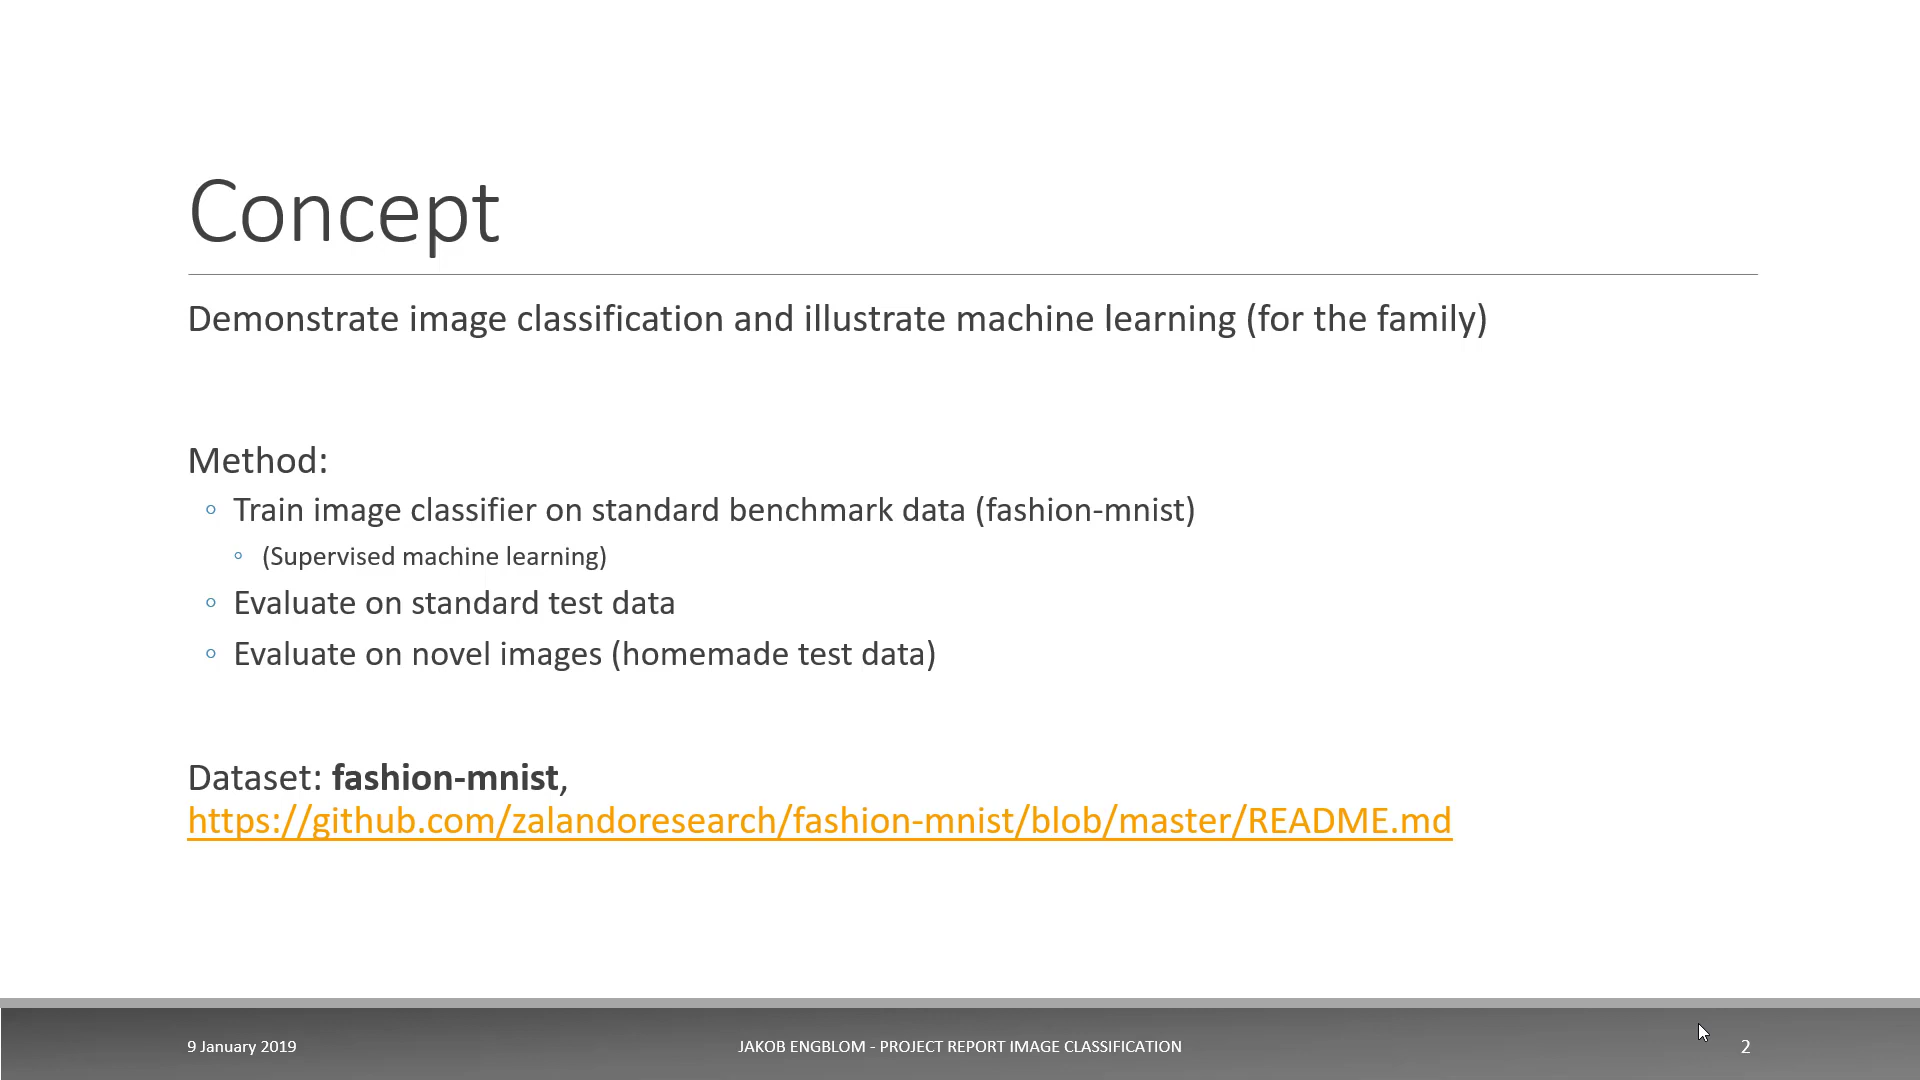 Concept
Demonstrate image classification and illustrate machine learning (for the family)
Method:
◦ Train image classifier on standard benchmark data (fashion-mnist)
◦ (Supervised machine learning)
◦ Evaluate on standard test data
◦ Evaluate on novel images (homemade test data)
Dataset: fashion-mnist,
https://github.com/zalandoresearch/fashion-mnist/blob/master/README.md
9 January 2019
JAKOB ENGBLOM - PROJECT REPORT IMAGE CLASSIFICATION
2